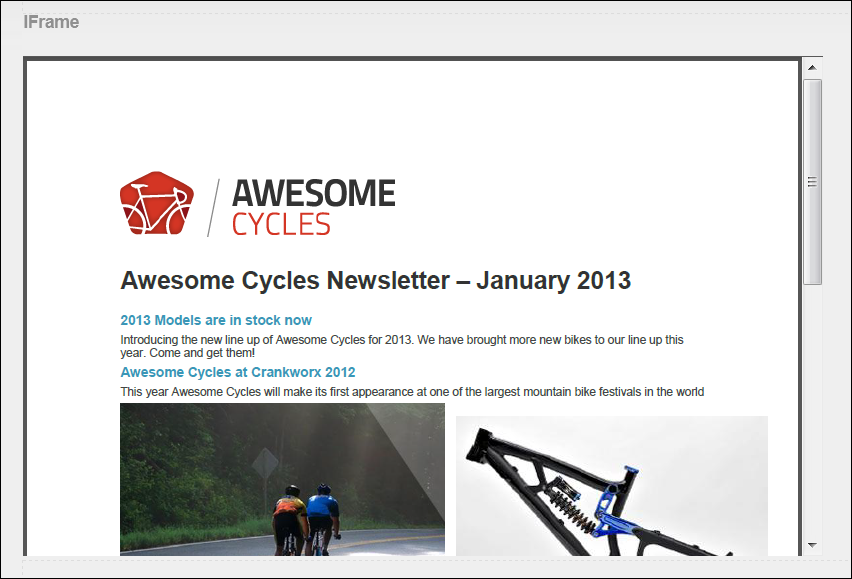 IFrame
AWESOME
CYCLES
Awesome Cycles Newsletter – January 2013
2013 Models are in stock now
Introducing the new line up of Awesome Cycles for 2013. We have brought more new bikes to our line up this
year. Come and get them!
Awesome Cycles at Crankworx 2012
This year Awesome Cycles will make its first appearance at one of the largest mountain bike festivals in the world